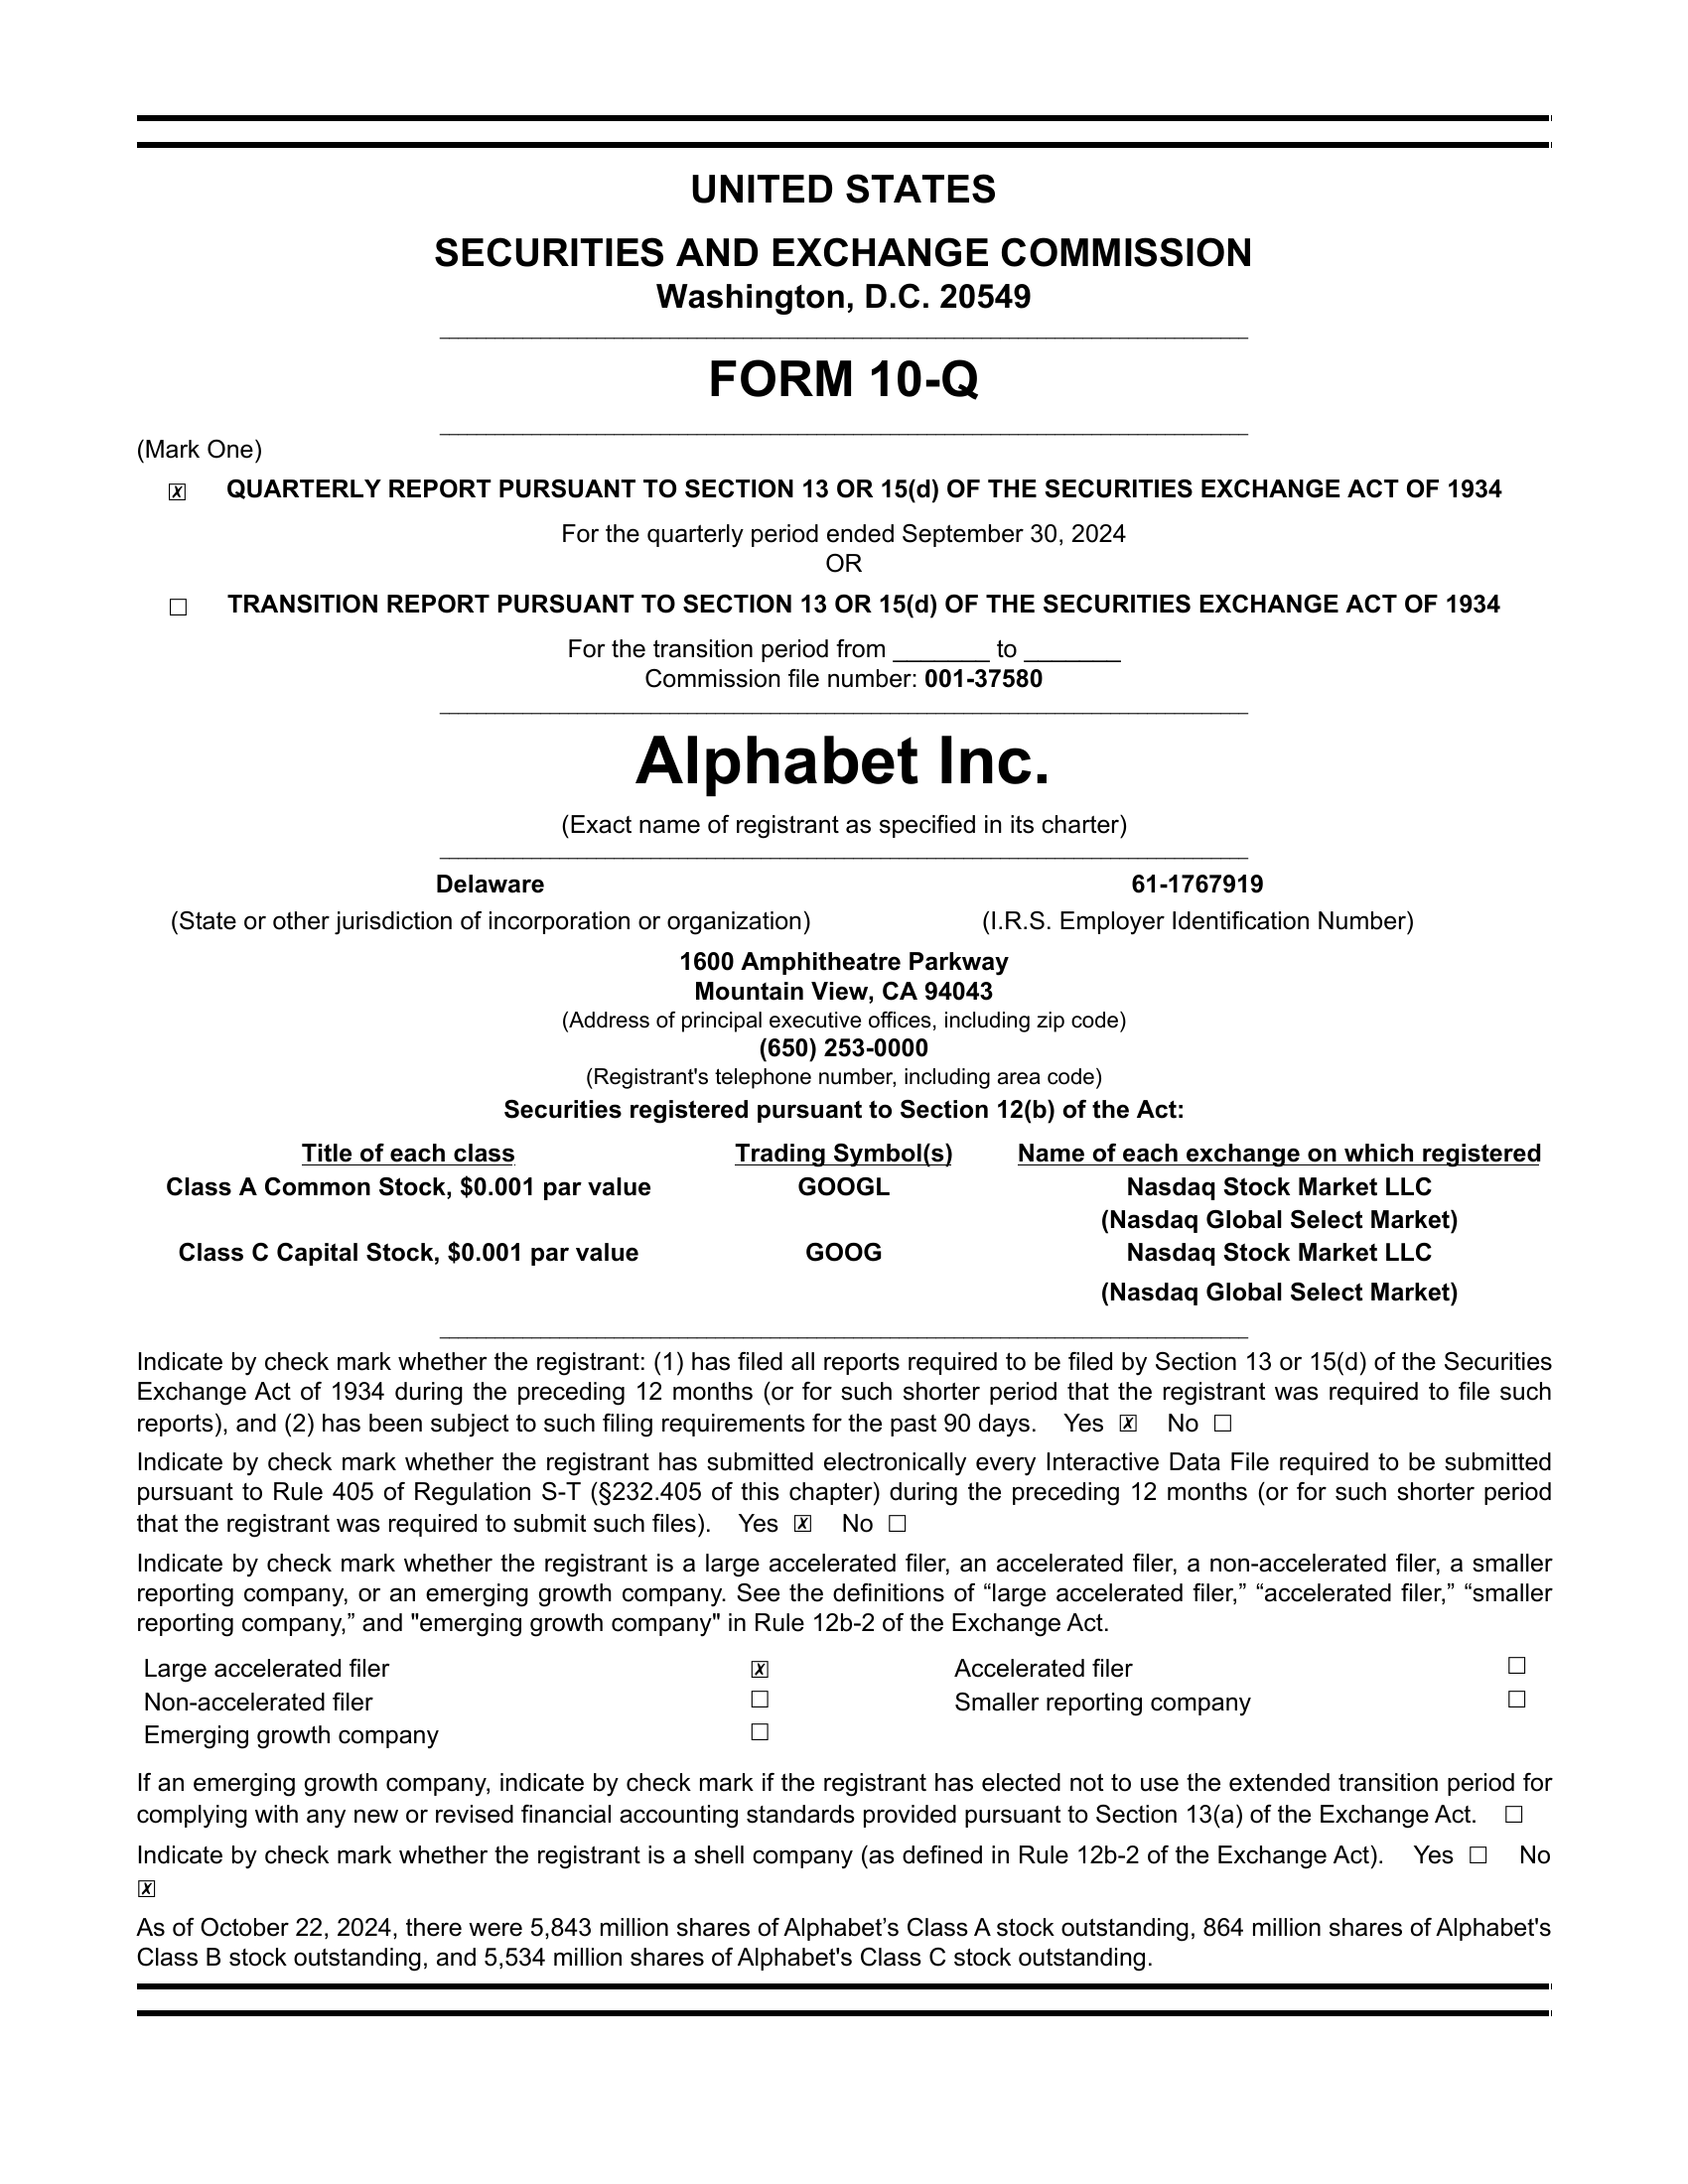 UNITED STATES
SECURITIES AND EXCHANGE COMMISSION
Washington, D.C. 20549
FORM 10-Q
(Mark One)
☒ QUARTERLY REPORT PURSUANT TO SECTION 13 OR 15(d) OF THE SECURITIES EXCHANGE ACT OF 1934
For the quarterly period ended September 30, 2024
OR
☐ TRANSITION REPORT PURSUANT TO SECTION 13 OR 15(d) OF THE SECURITIES EXCHANGE ACT OF 1934
For the transition period from _______ to _______
Commission file number: 001-37580
Alphabet Inc.
(Exact name of registrant as specified in its charter)
Delaware 61-1767919
(State or other jurisdiction of incorporation or organization) (I.R.S. Employer Identification Number)
1600 Amphitheatre Parkway
Mountain View, CA 94043
(Address of principal executive offices, including zip code)
(650) 253-0000
(Registrant's telephone number, including area code)
Securities registered pursuant to Section 12(b) of the Act:
Title of each class Trading Symbol(s) Name of each exchange on which registered
Class A Common Stock, $0.001 par value GOOGL Nasdaq Stock Market LLC
(Nasdaq Global Select Market)
Class C Capital Stock, $0.001 par value GOOG Nasdaq Stock Market LLC
(Nasdaq Global Select Market)
Indicate by check mark whether the registrant: (1) has filed all reports required to be filed by Section 13 or 15(d) of the Securities
Exchange Act of 1934 during the preceding 12 months (or for such shorter period that the registrant was required to file such
reports), and (2) has been subject to such filing requirements for the past 90 days. Yes ☒ No ☐
Indicate by check mark whether the registrant has submitted electronically every Interactive Data File required to be submitted
pursuant to Rule 405 of Regulation S-T (§232.405 of this chapter) during the preceding 12 months (or for such shorter period
that the registrant was required to submit such files). Yes ☒ No ☐
Indicate by check mark whether the registrant is a large accelerated filer, an accelerated filer, a non-accelerated filer, a smaller
reporting company, or an emerging growth company. See the definitions of “large accelerated filer,” “accelerated filer,” “smaller
reporting company,” and "emerging growth company" in Rule 12b-2 of the Exchange Act.
Large accelerated filer ☒ Accelerated filer ☐
Non-accelerated filer ☐ Smaller reporting company ☐
Emerging growth company ☐
If an emerging growth company, indicate by check mark if the registrant has elected not to use the extended transition period for
complying with any new or revised financial accounting standards provided pursuant to Section 13(a) of the Exchange Act. ☐
Indicate by check mark whether the registrant is a shell company (as defined in Rule 12b-2 of the Exchange Act). Yes ☐ No
☒
As of October 22, 2024, there were 5,843 million shares of Alphabet’s Class A stock outstanding, 864 million shares of Alphabet's
Class B stock outstanding, and 5,534 million shares of Alphabet's Class C stock outstanding.